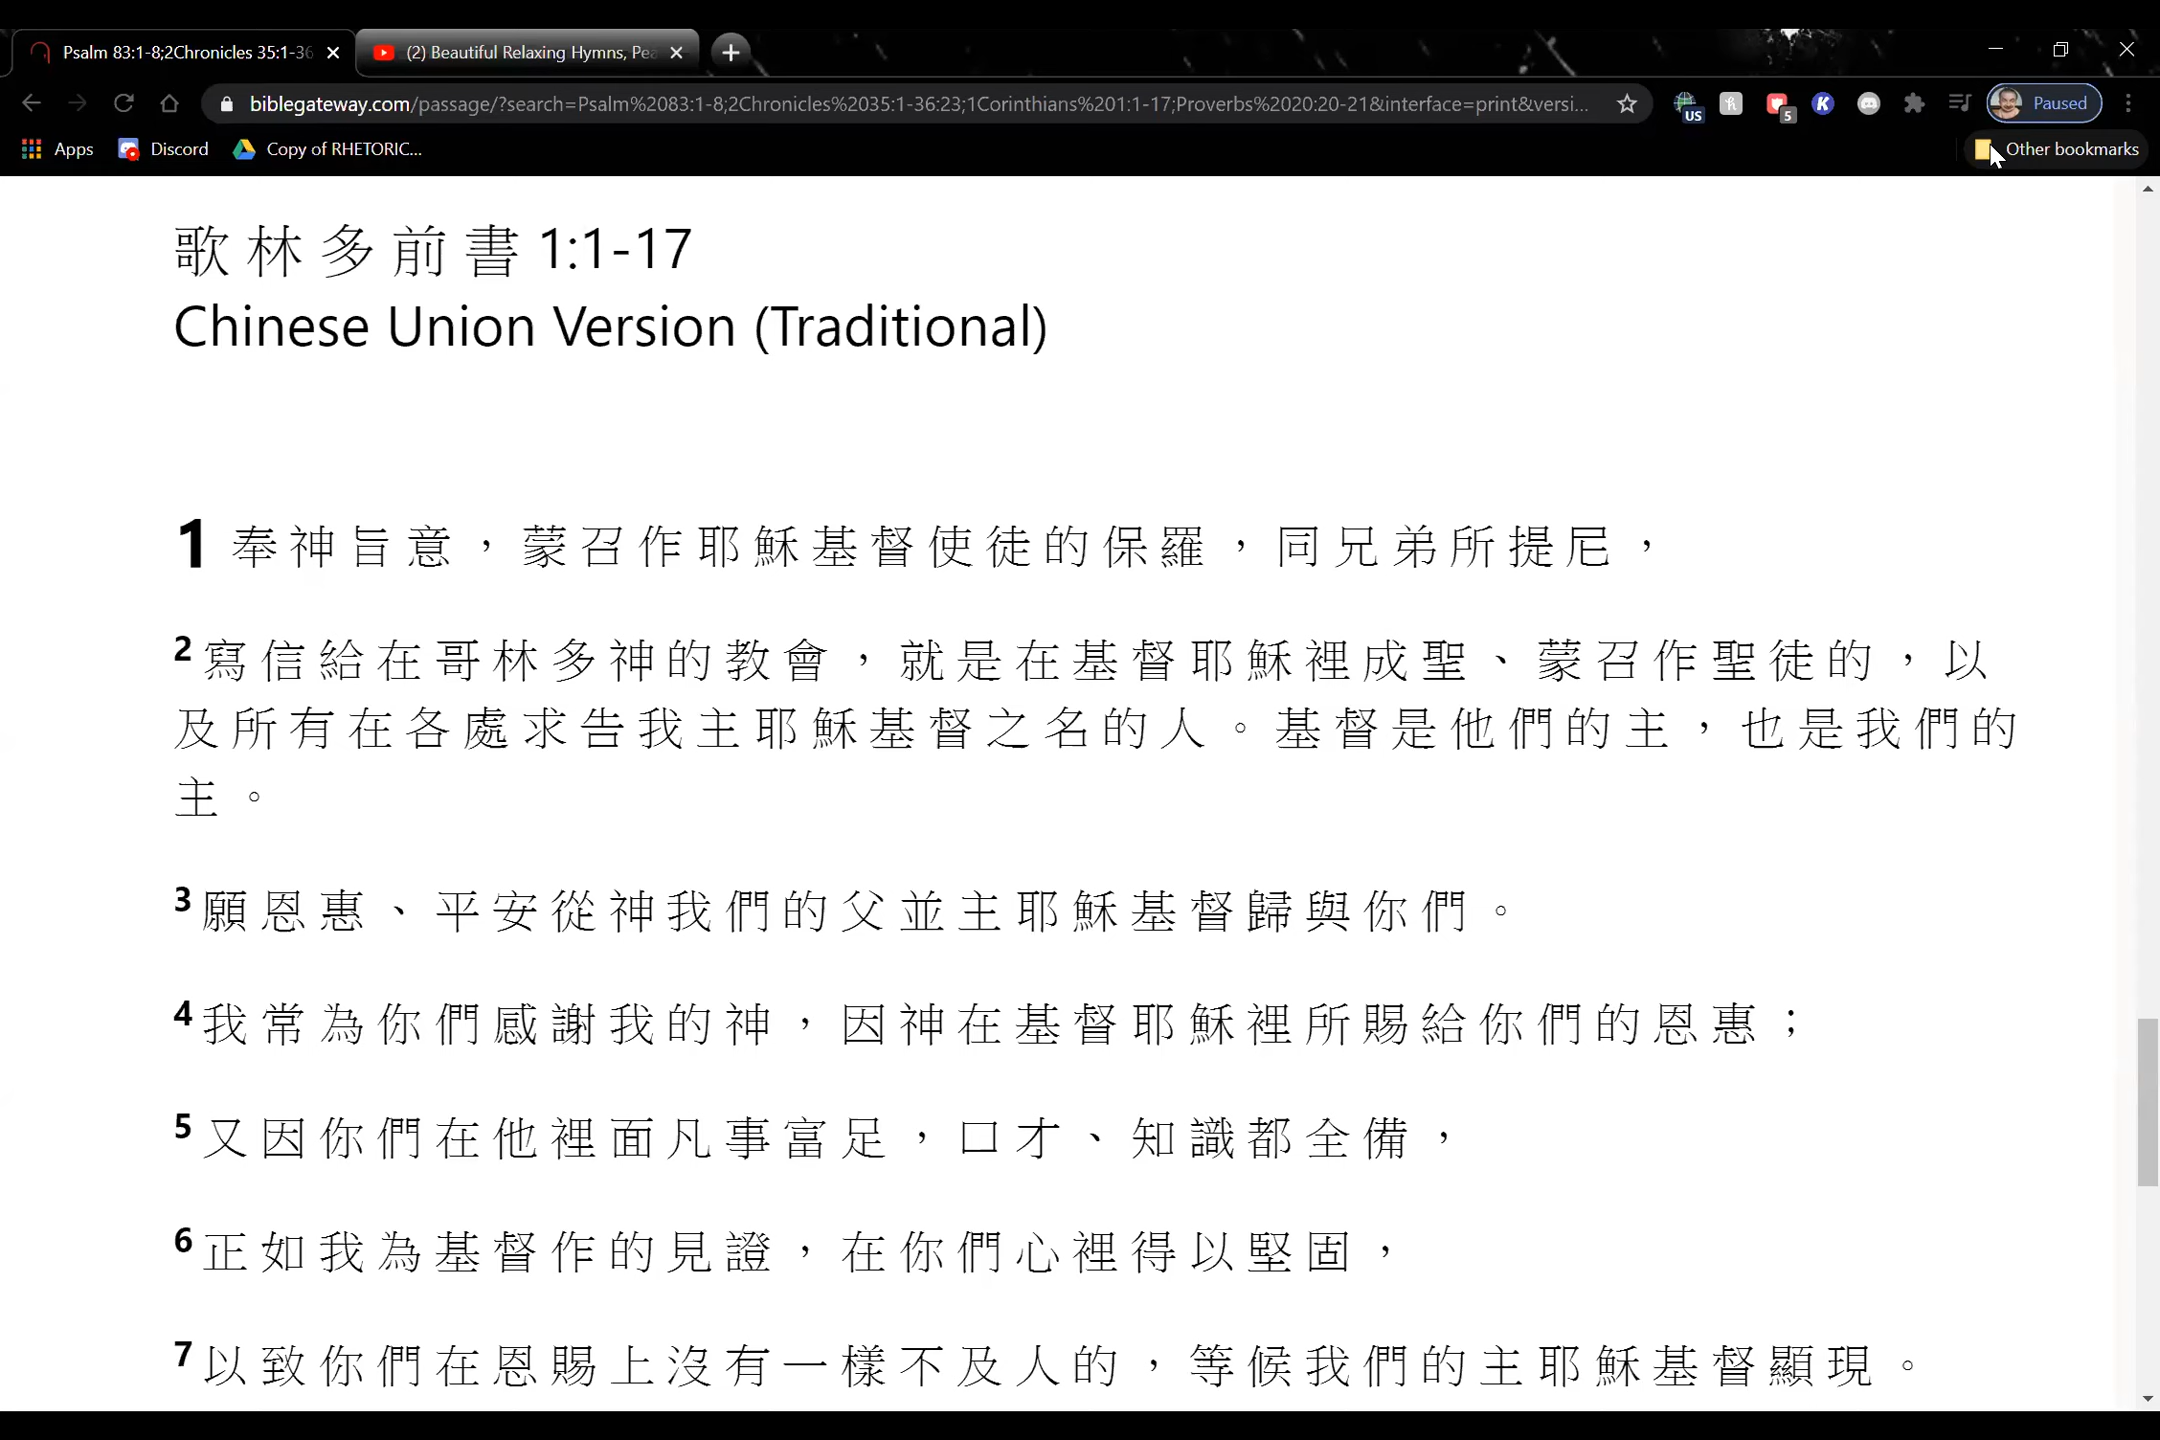 Psalm 83:1-8;2Chronicles 35:1-36
(2) Beautiful Relaxing Hymns, Pea
biblegateway.com/passage/?search=Psalm%2083:1-8;2Chronicles%2035:1-36:23;1Corinthians%201:1-17;Proverbs%2020:20-21&interface=print&versi...
US
5
Paused
Apps
Discord
Copy of RHETORIC...
Other bookmarks
歌 林 多 前 書 1:1-17
Chinese Union Version (Traditional)
1 奉 神 旨 意 ， 蒙 召 作 耶 穌 基 督 使 徒 的 保 羅 ， 同 兄 弟 所 提 尼 ，
2 寫 信 給 在 哥 林 多 神 的 教 會 ， 就 是 在 基 督 耶 穌 裡 成 聖 、 蒙 召 作 聖 徒 的 ， 以
及 所 有 在 各 處 求 告 我 主 耶 穌 基 督 之 名 的 人 。 基 督 是 他 們 的 主 ， 也 是 我 們 的
主 。
3 願 恩 惠 、 平 安 從 神 我 們 的 父 並 主 耶 穌 基 督 歸 與 你 們 。
4 我 常 為 你 們 感 謝 我 的 神 ， 因 神 在 基 督 耶 穌 裡 所 賜 給 你 們 的 恩 惠 ；
5 又 因 你 們 在 他 裡 面 凡 事 富 足 ， 口 才 、 知 識 都 全 備 ，
6 正 如 我 為 基 督 作 的 見 證 ， 在 你 們 心 裡 得 以 堅 固 ，
7 以 致 你 們 在 恩 賜 上 沒 有 一 樣 不 及 人 的 ， 等 候 我 們 的 主 耶 穌 基 督 顯 現 。